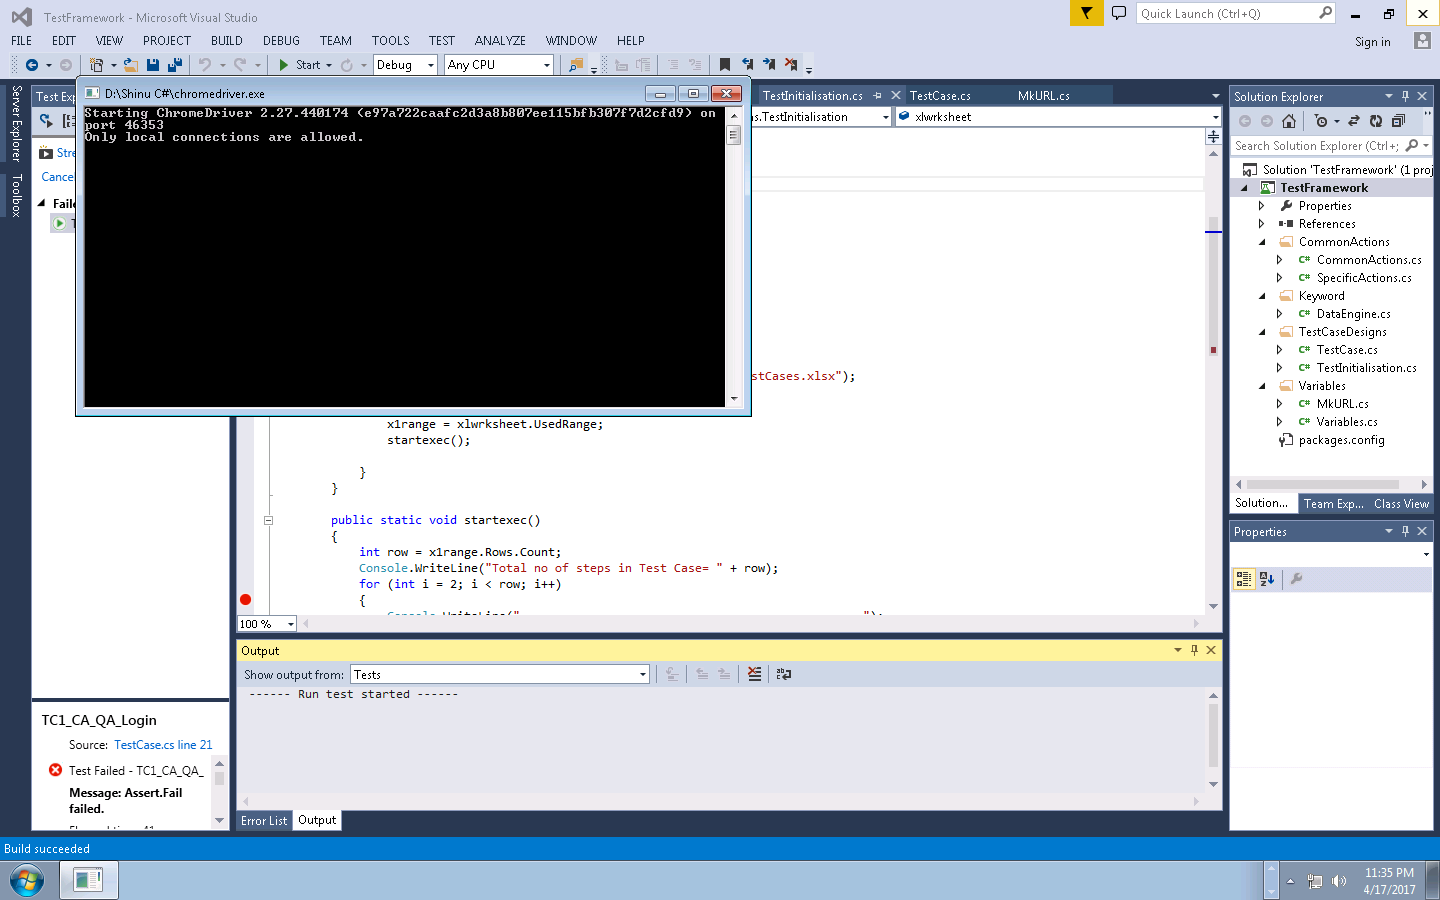 TestFramework - Microsoft Visual Studio
Quick Launch (Ctrl+Q)
FILE EDIT VIEW PROJECT BUILD DEBUG TEAM TOOLS TEST ANALYZE WINDOW HELP
Sign in
Start Debug Any CPU
D:\Shinu C#\chromedriver.exe
Starting ChromeDriver 2.27.440174 (e97a722caafc2d3a8b807ee115bfb307f7d2cfd9) on
port 46353
Only local connections are allowed.
Server Explorer
Toolbox
Test Exp
Stre
Cance
Faile
T
TestInitialisation.cs TestCase.cs MkURL.cs
ns.TestInitialisation xlwrksheet
stCases.xlsx");
x1range = xlwrksheet.UsedRange;
startexec();
}
}
public static void startexec()
{
int row = x1range.Rows.Count;
Console.WriteLine("Total no of steps in Test Case= " + row);
for (int i = 2; i < row; i++)
{
100 %
Output
Show output from: Tests
------ Run test started ------
Error List Output
TC1_CA_QA_Login
Source: TestCase.cs line 21
Test Failed - TC1_CA_QA_
Message: Assert.Fail
failed.
Solution Explorer
Search Solution Explorer (Ctrl+;
Solution 'TestFramework' (1 proj
TestFramework
Properties
References
CommonActions
C# CommonActions.cs
C# SpecificActions.cs
Keyword
C# DataEngine.cs
TestCaseDesigns
C# TestCase.cs
C# TestInitialisation.cs
Variables
C# MkURL.cs
C# Variables.cs
packages.config
Solution... Team Exp... Class View
Properties
Build succeeded
11:35 PM
4/17/2017